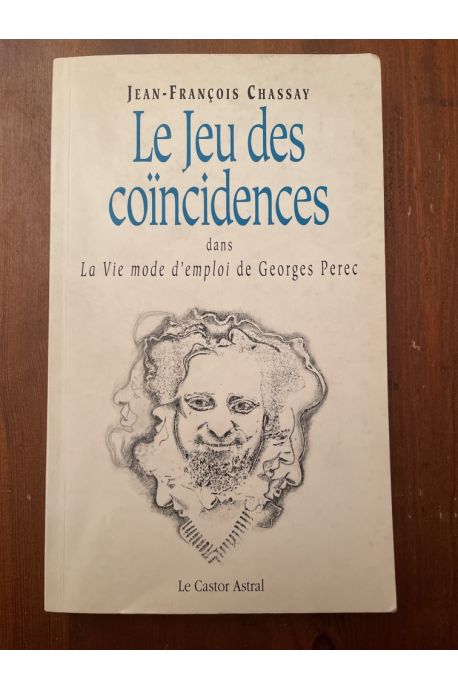 Jean-François Chassay
Le Jeu des
coïncidences
dans
La Vie mode d'emploi de Georges Perec
Le Castor Astral